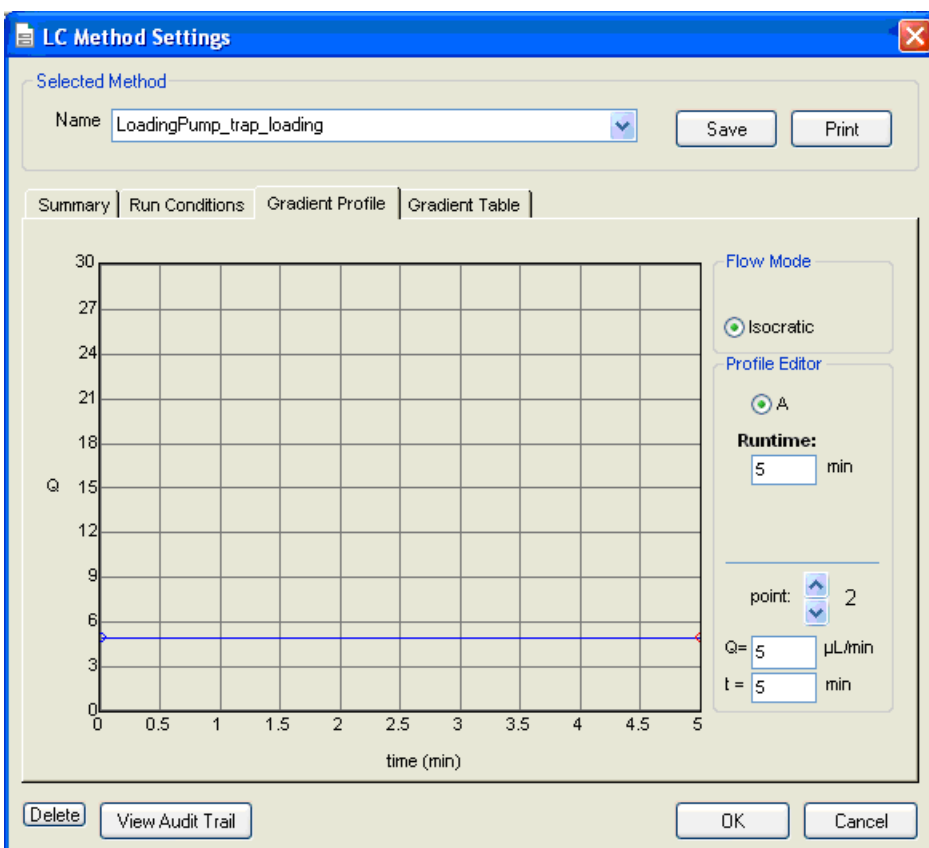 LC Method Settings
Selected Method
Name LoadingPump_trap_loading Save Print
Summary Run Conditions Gradient Profile Gradient Table
30
27
24
21
18
Q 15
12
9
6
3
0
0 0.5 1 1.5 2 2.5 3 3.5 4 4.5 5
time (min)
Flow Mode
Isocratic
Profile Editor
A
Runtime:
5 min
point: 2
Q= 5 µL/min
t = 5 min
Delete View Audit Trail OK Cancel